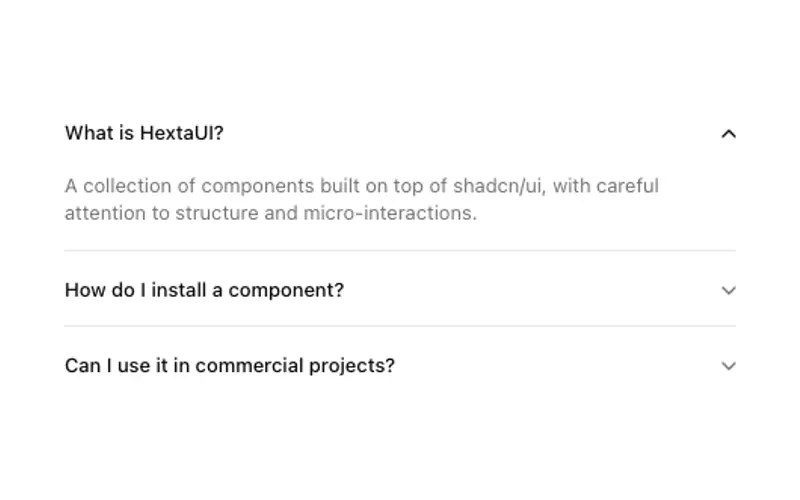 What is HextaUI?
A collection of components built on top of shadcn/ui, with careful
attention to structure and micro-interactions.
How do I install a component?
Can I use it in commercial projects?